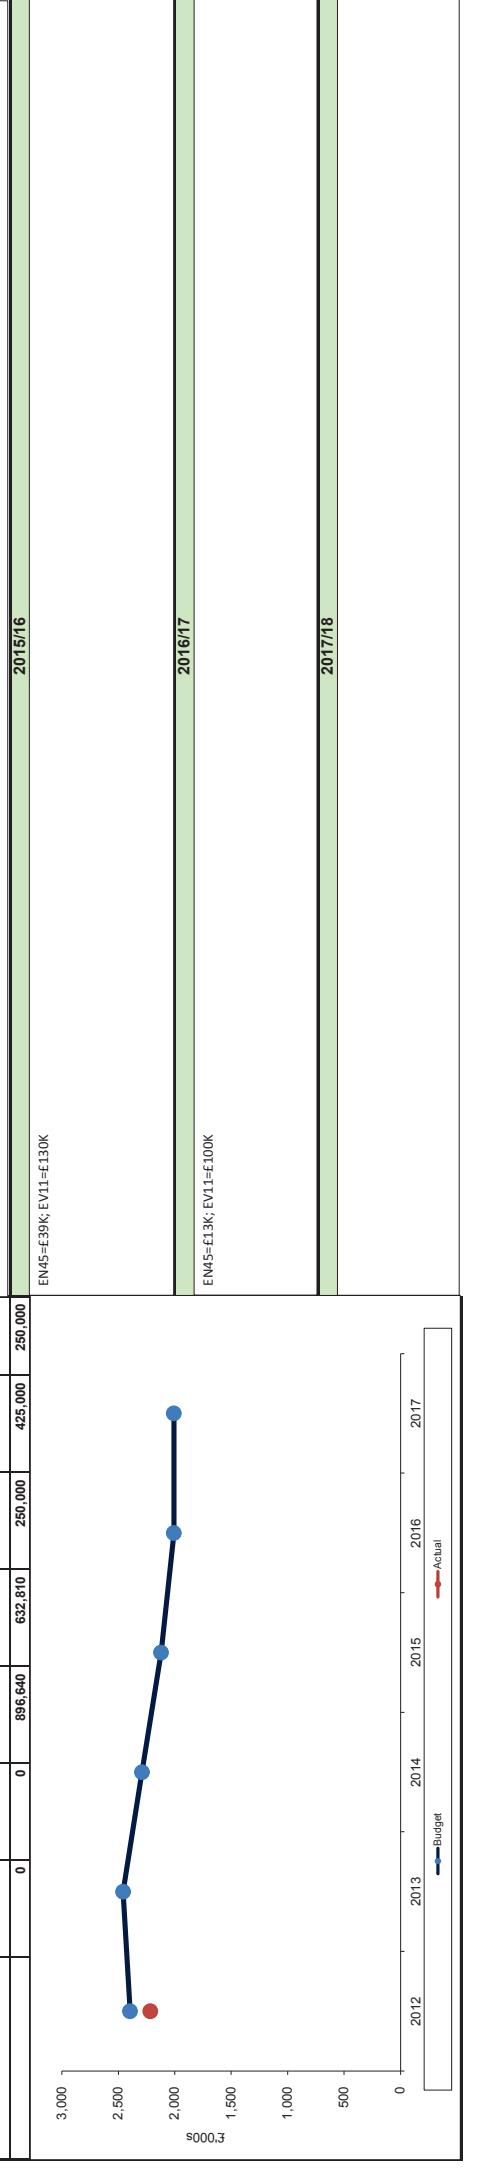 0 0 896,640 632,810 250,000 425,000 250,000
2015/16
EN45=£39K; EV11=£130K
2016/17
EN45=£13K; EV11=£100K
2017/18
3,000
2,500
2,000
1,500
1,000
500
0
£'000s
2012 2013 2014 2015 2016 2017
Budget Actual